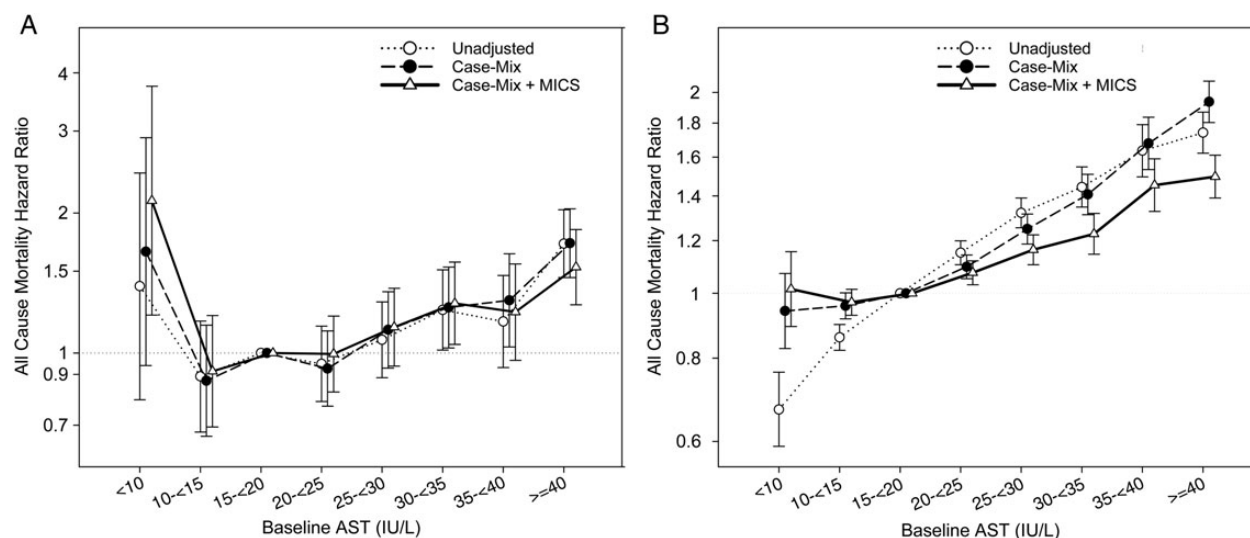 A
Unadjusted
Case-Mix
Case-Mix + MICS
All Cause Mortality Hazard Ratio
4
3
2
1.5
1
0.9
0.7
<10
10-<15
15-<20
20-<25
25-<30
30-<35
35-<40
>=40
Baseline AST (IU/L)
B
Unadjusted
Case-Mix
Case-Mix + MICS
All Cause Mortality Hazard Ratio
2
1.8
1.6
1.4
1.2
1
0.8
0.6
<10
10-<15
15-<20
20-<25
25-<30
30-<35
35-<40
>=40
Baseline AST (IU/L)